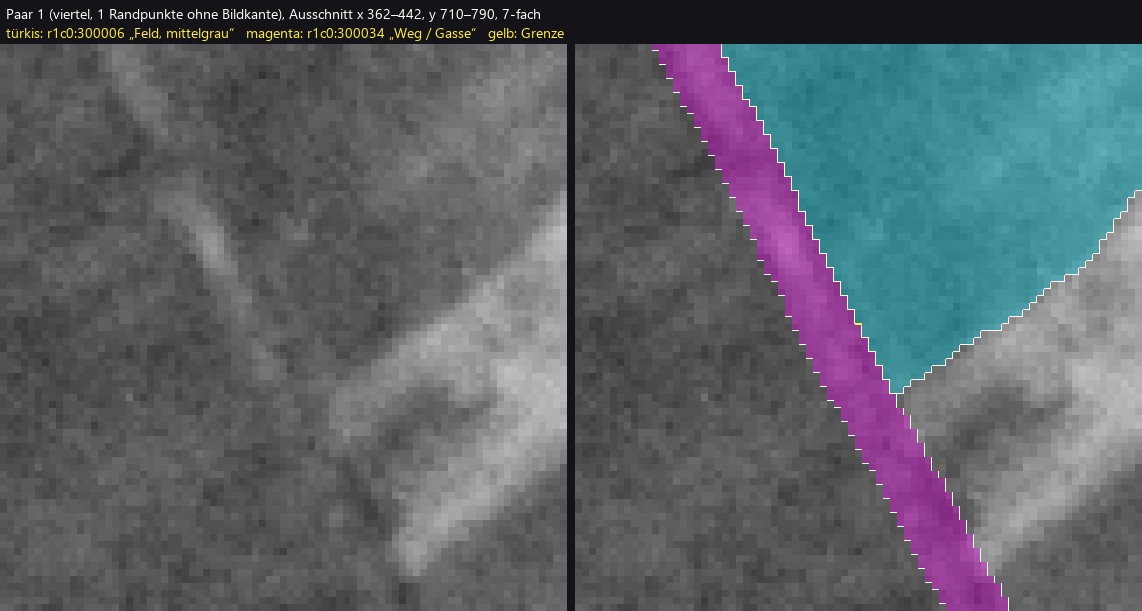 Paar 1 (viertel, 1 Randpunkte ohne Bildkante), Ausschnitt x 362–442, y 710–790, 7-fach
türkis: r1c0:300006 „Feld, mittelgrau“ magenta: r1c0:300034 „Weg / Gasse“ gelb: Grenze